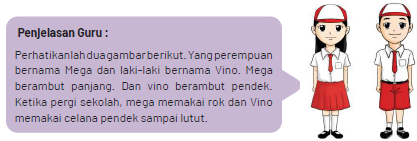 Penjelasan Guru :
Perhatikanlah dua gambar berikut. Yang perempuan
bernama Mega dan laki-laki bernama Vino. Mega
berambut panjang. Dan vino berambut pendek.
Ketika pergi sekolah, mega memakai rok dan Vino
memakai celana pendek sampai lutut.